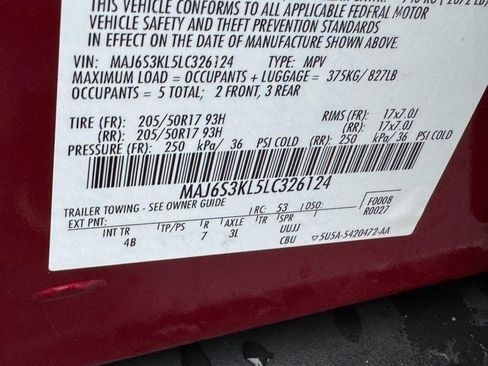 THIS VEHICLE CONFORMS TO ALL APPLICABLE FEDERAL MOTOR
VEHICLE SAFETY AND THEFT PREVENTION STANDARDS
IN EFFECT ON THE DATE OF MANUFACTURE SHOWN ABOVE.
VIN: MAJ6S3KL5LC326124 TYPE: MPV
MAXIMUM LOAD = OCCUPANTS + LUGGAGE = 375KG/827LB
OCCUPANTS = 5 TOTAL; 2 FRONT, 3 REAR
TIRE (FR): 205/50R17 93H RIMS (FR): 17x7.0J
(RR): 205/50R17 93H (RR): 17x7.0J
PRESSURE (FR): 250 kPa/ 36 PSI COLD (RR): 250 kPa/ 36 PSI COLD
MAJ6S3KL5LC326124
TRAILER TOWING - SEE OWNER GUIDE RC: 53 DSO: F0008
EXT PNT: R0027
INT TR TP/PS R AXLE TR SPR
4B 7 3L UUJJ
CBU 5U5A-5420472-AA